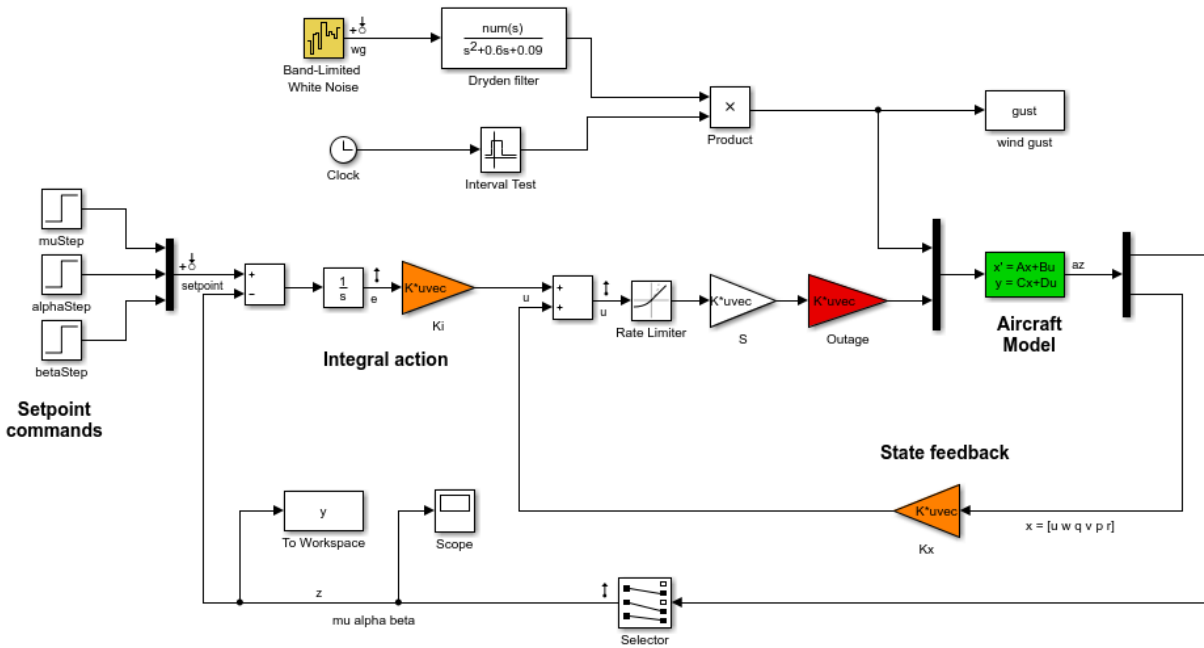 wg
num(s)
s²+0.6s+0.09
Band-Limited
White Noise
Dryden filter
×
Product
gust
wind gust
Clock
Interval Test
muStep
alphaStep
betaStep
setpoint
+
−
1
s
e
K*uvec
Ki
u
+
+
u
Rate Limiter
K*uvec
S
K*uvec
Outage
x' = Ax+Bu
y = Cx+Du
az
Aircraft
Model
Integral action
Setpoint
commands
State feedback
K*uvec
Kx
x = [u w q v p r]
y
To Workspace
Scope
z
mu alpha beta
Selector